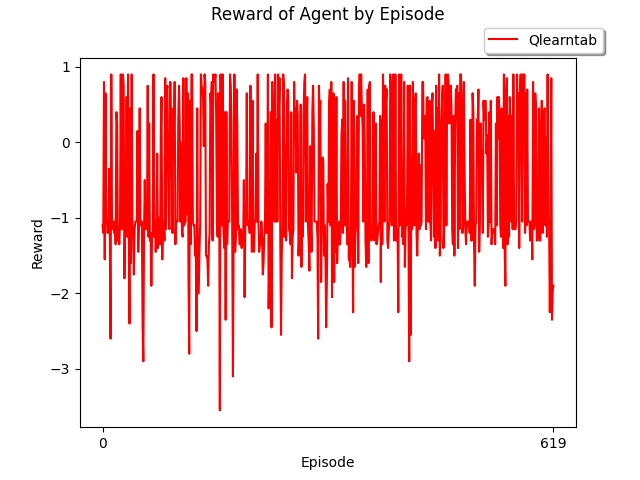 Reward of Agent by Episode
Qlearntab
1
0
−1
−2
−3
Reward
0
619
Episode